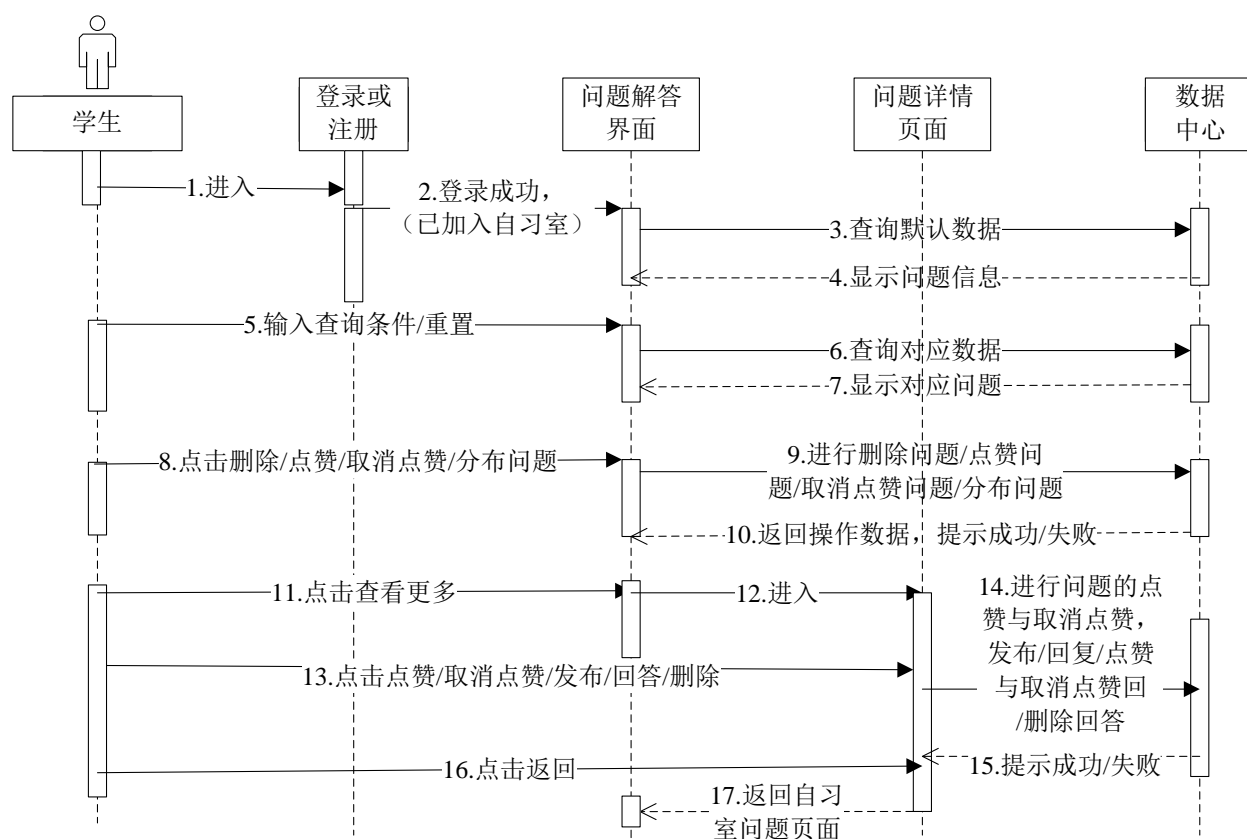 学生
登录或
注册
问题解答
界面
问题详情
页面
数据
中心
1.进入
2.登录成功，
（已加入自习室）
3.查询默认数据
4.显示问题信息
5.输入查询条件/重置
6.查询对应数据
7.显示对应问题
8.点击删除/点赞/取消点赞/分布问题
9.进行删除问题/点赞问
题/取消点赞问题/分布问题
10.返回操作数据，提示成功/失败
11.点击查看更多
12.进入
13.点击点赞/取消点赞/发布/回答/删除
14.进行问题的点
赞与取消点赞，
发布/回复/点赞
与取消点赞回
/删除回答
15.提示成功/失败
16.点击返回
17.返回自习
室问题页面